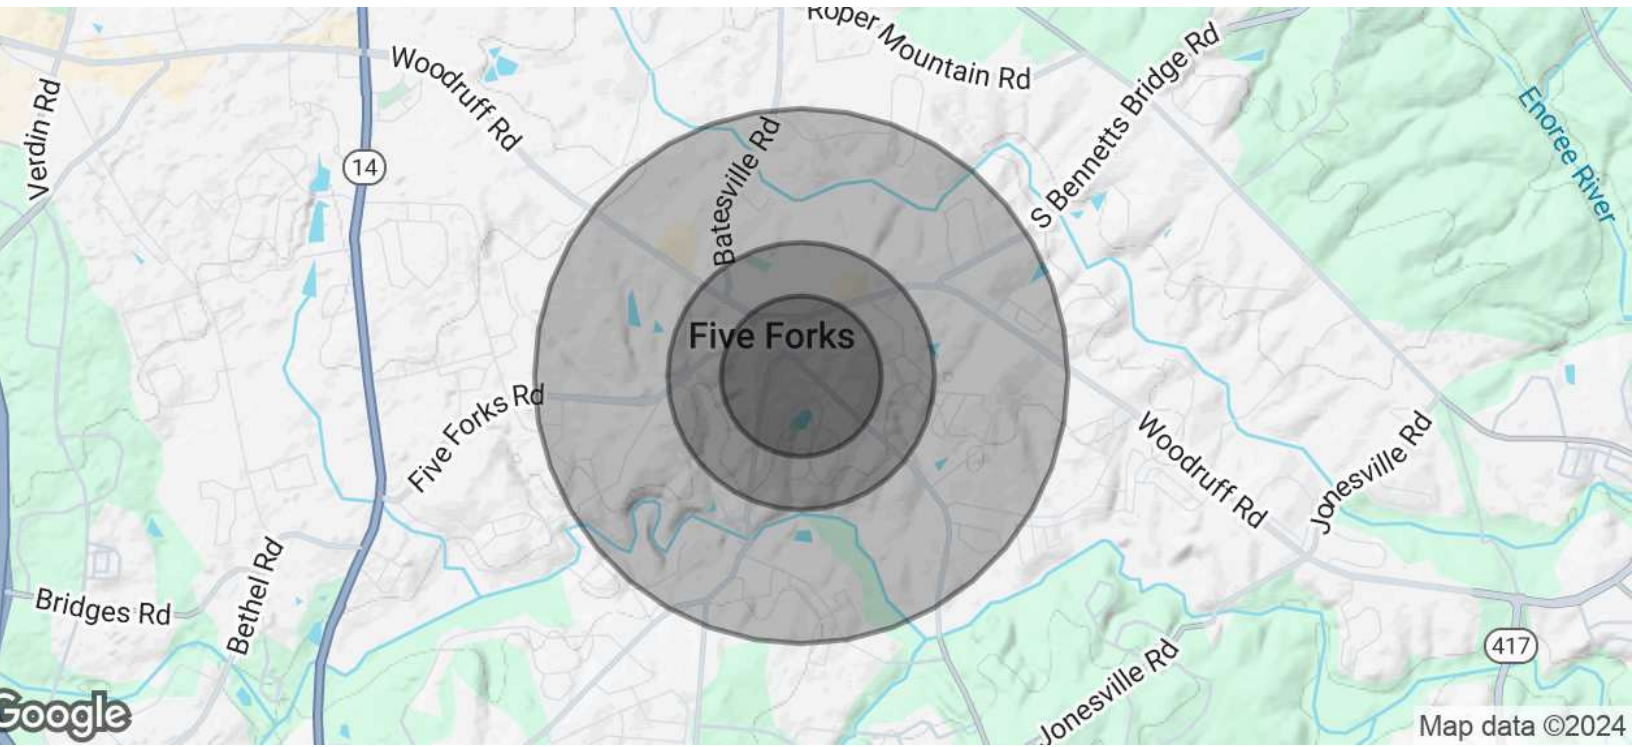 Roper Mountain Rd
Woodruff Rd
S Bennetts Bridge Rd
Verdin Rd
Enoree River
14
Batesville Rd
Five Forks
Five Forks Rd
Woodruff Rd
Jonesville Rd
Bethel Rd
Bridges Rd
417
Jonesville Rd
Google
Map data ©2024